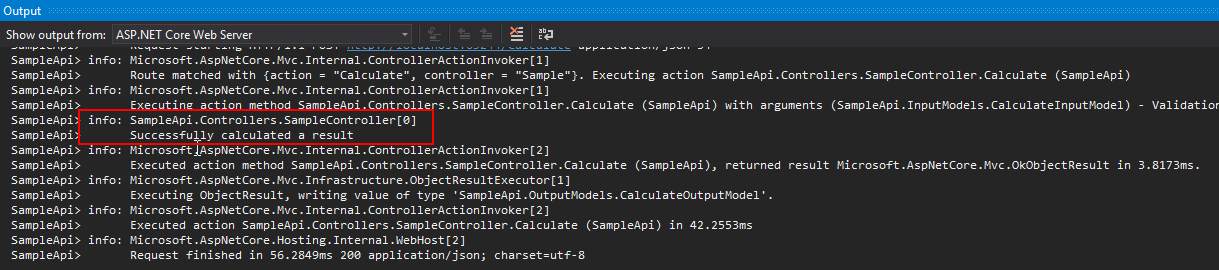 Output
Show output from: ASP.NET Core Web Server
SampleApi> info: Microsoft.AspNetCore.Mvc.Internal.ControllerActionInvoker[1]
SampleApi> Route matched with {action = "Calculate", controller = "Sample"}. Executing action SampleApi.Controllers.SampleController.Calculate (SampleApi)
SampleApi> info: Microsoft.AspNetCore.Mvc.Internal.ControllerActionInvoker[1]
SampleApi> Executing action method SampleApi.Controllers.SampleController.Calculate (SampleApi) with arguments (SampleApi.InputModels.CalculateInputModel) - Validation
SampleApi> info: SampleApi.Controllers.SampleController[0]
SampleApi> Successfully calculated a result
SampleApi> info: Microsoft.AspNetCore.Mvc.Internal.ControllerActionInvoker[2]
SampleApi> Executed action method SampleApi.Controllers.SampleController.Calculate (SampleApi), returned result Microsoft.AspNetCore.Mvc.OkObjectResult in 3.8173ms.
SampleApi> info: Microsoft.AspNetCore.Mvc.Infrastructure.ObjectResultExecutor[1]
SampleApi> Executing ObjectResult, writing value of type 'SampleApi.OutputModels.CalculateOutputModel'.
SampleApi> info: Microsoft.AspNetCore.Mvc.Internal.ControllerActionInvoker[2]
SampleApi> Executed action SampleApi.Controllers.SampleController.Calculate (SampleApi) in 42.2553ms
SampleApi> info: Microsoft.AspNetCore.Hosting.Internal.WebHost[2]
SampleApi> Request finished in 56.2849ms 200 application/json; charset=utf-8